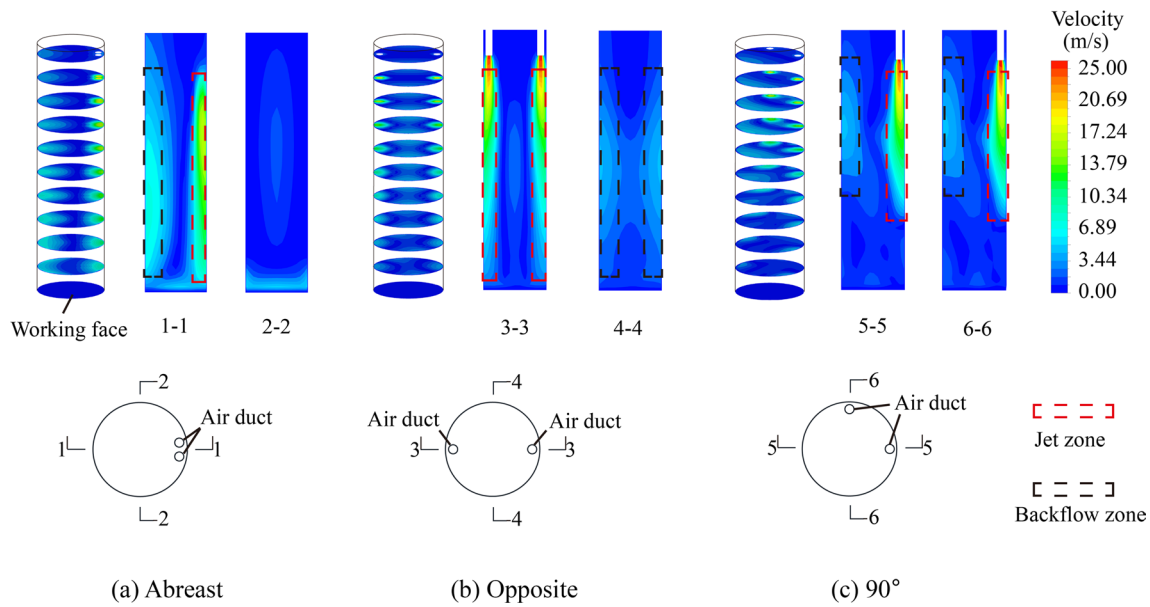 Velocity
(m/s)
25.00
20.69
17.24
13.79
10.34
6.89
3.44
0.00
Working face
1-1
2-2
3-3
4-4
5-5
6-6
2
Air duct
1
1
2
4
Air duct
Air duct
3
3
4
6
Air duct
5
5
6
Jet zone
Backflow zone
(a) Abreast
(b) Opposite
(c) 90°